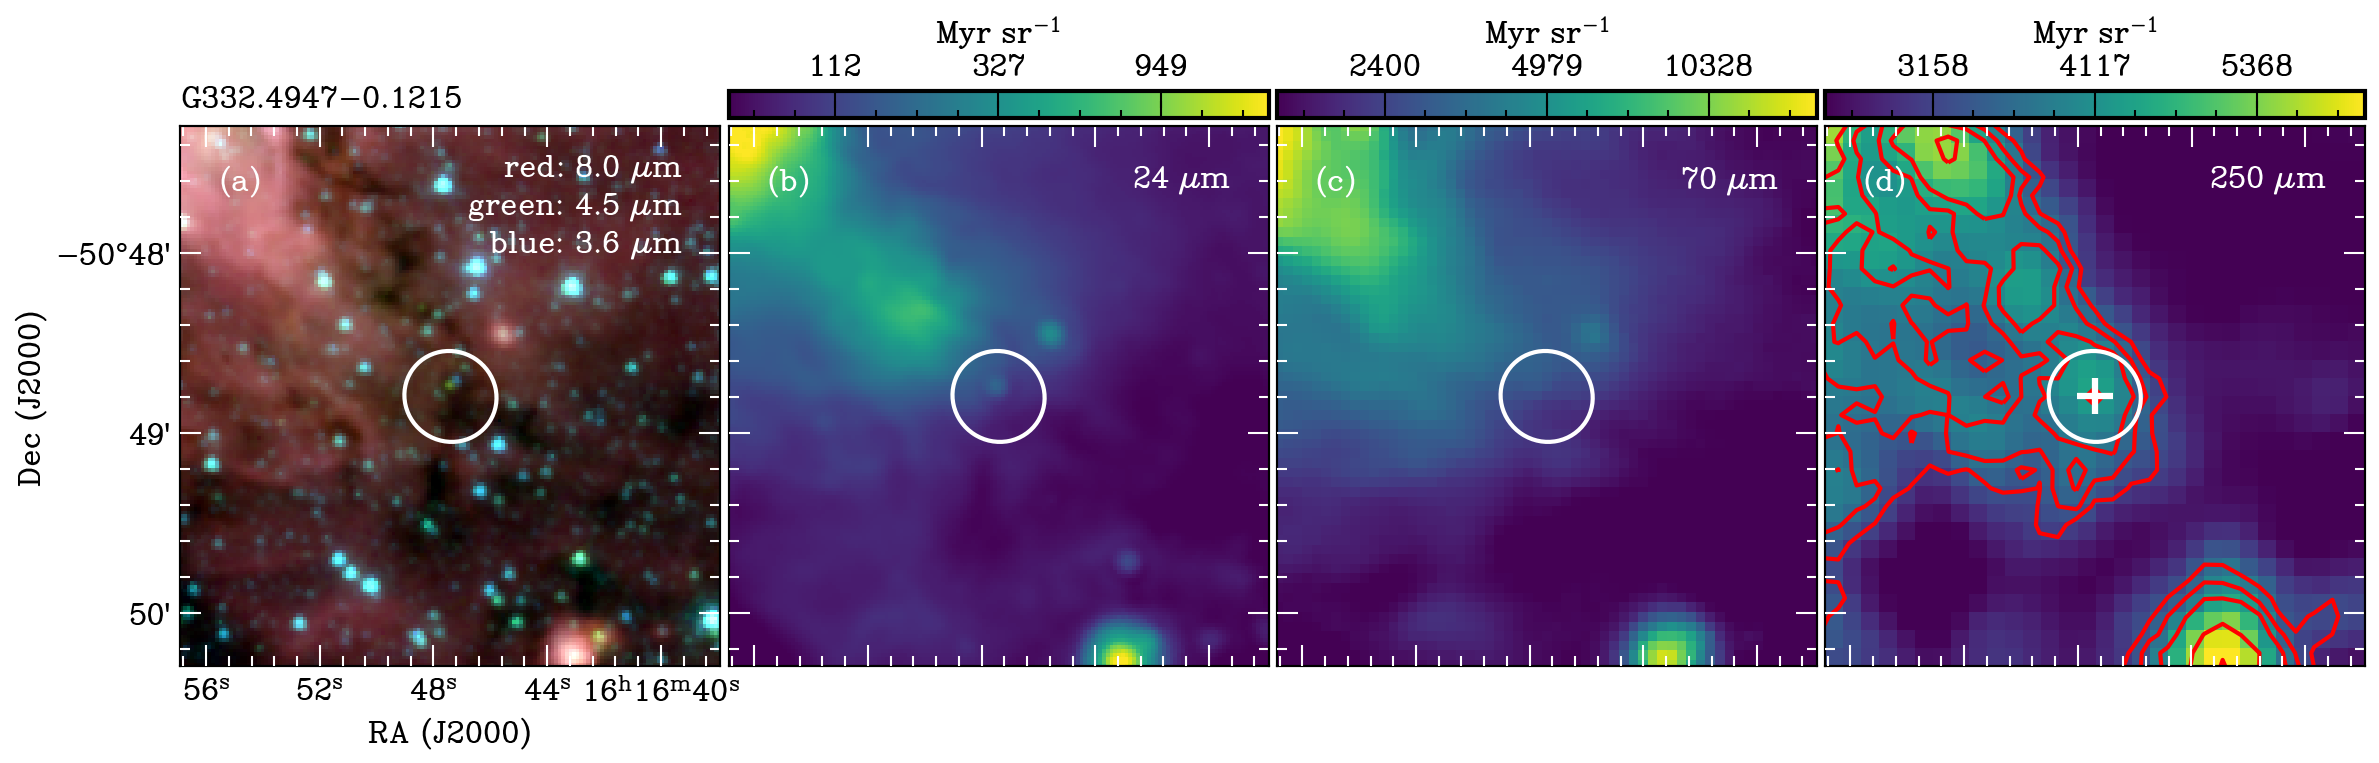 G332.4947−0.1215
Myr sr⁻¹
112 327 949
Myr sr⁻¹
2400 4979 10328
Myr sr⁻¹
3158 4117 5368
(a)
red: 8.0 μm
green: 4.5 μm
blue: 3.6 μm
(b)
24 μm
(c)
70 μm
(d)
250 μm
Dec (J2000)
−50°48'
49'
50'
56ˢ 52ˢ 48ˢ 44ˢ 16ʰ16ᵐ40ˢ
RA (J2000)